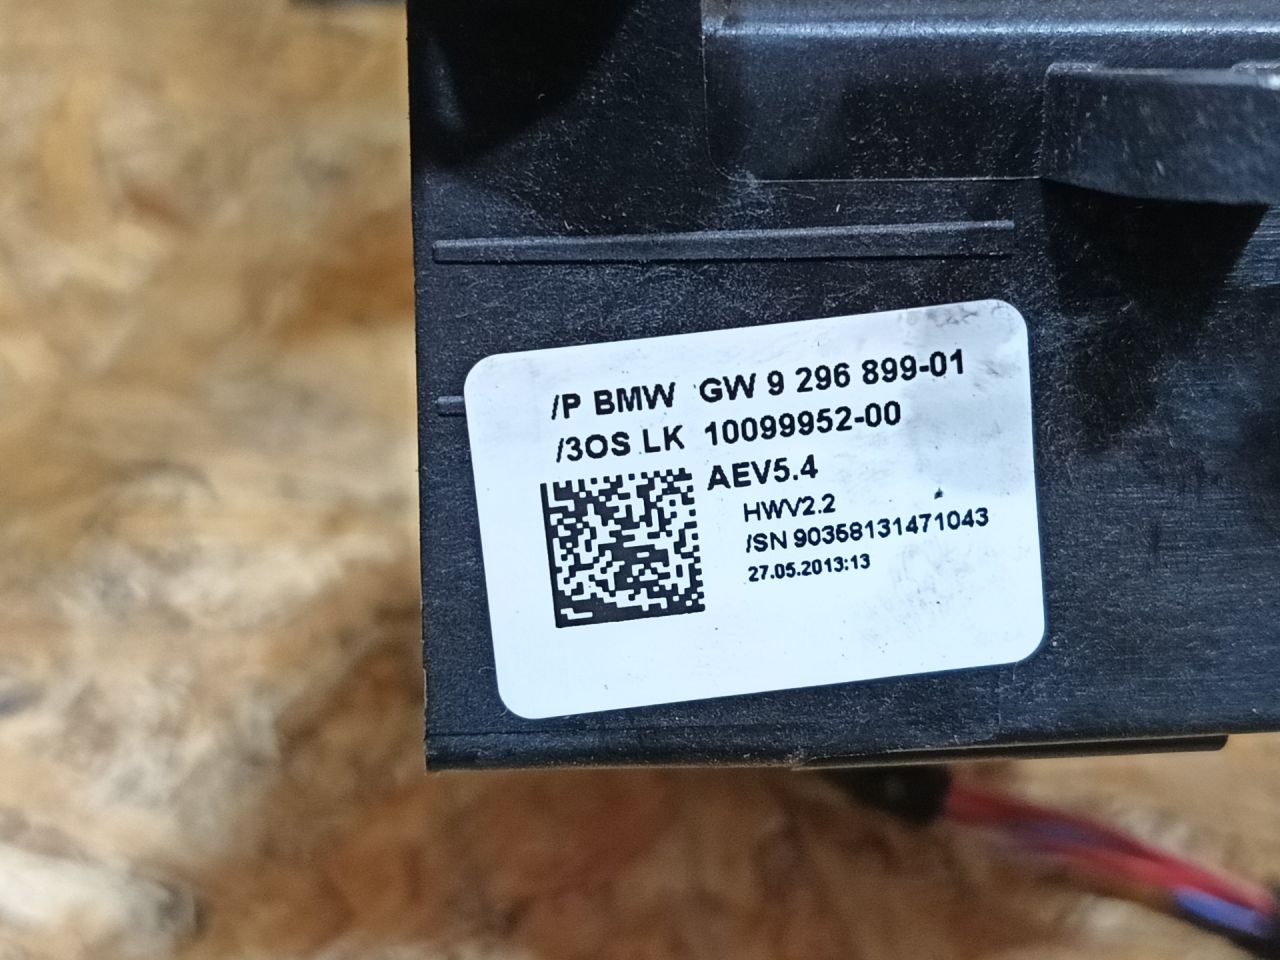 /P BMW GW 9 296 899-01
/3OS LK 10099952-00
AEV5.4
HWV2.2
/SN 90358131471043
27.05.2013:13